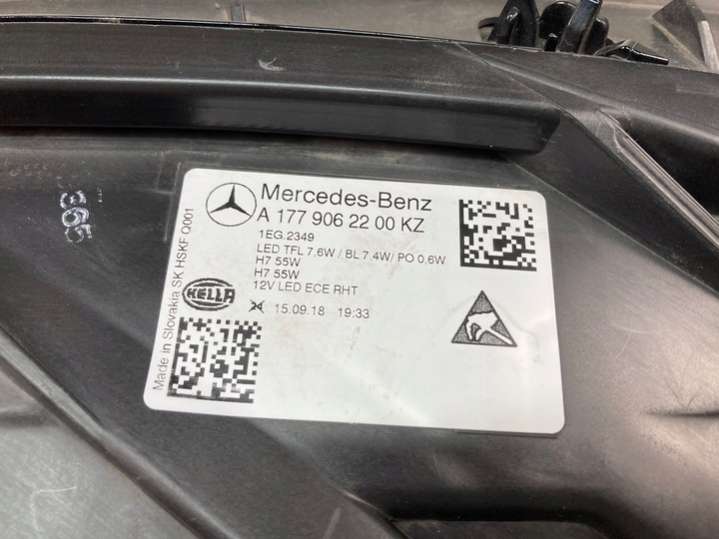 Mercedes-Benz
A 177 906 22 00 KZ
1EG.2349
LED TFL 7,6W / BL 7,4W / PO 0,6W
H7 55W
H7 55W
12V LED ECE RHT
HELLA
24 15.09.18 19:33
Made in Slovakia SK HSKF Q001
365